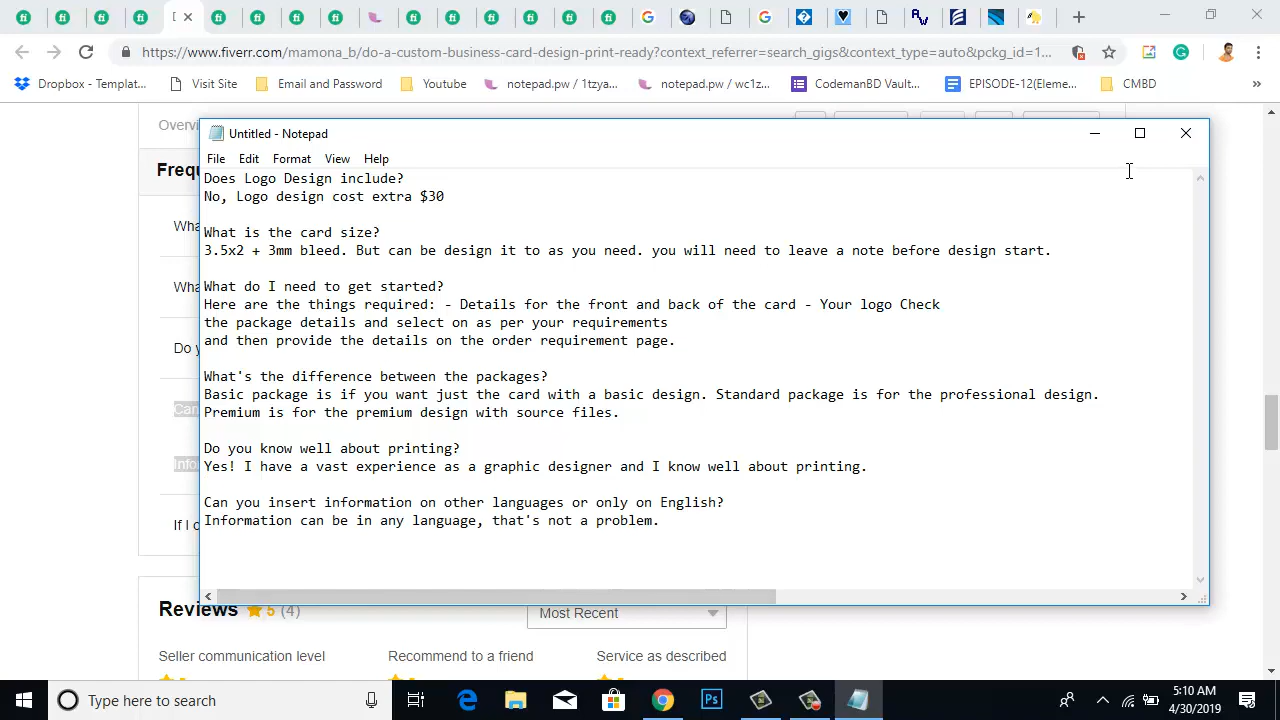 https://www.fiverr.com/mamona_b/do-a-custom-business-card-design-print-ready?context_referrer=search_gigs&context_type=auto&pckg_id=1...
Dropbox - Templat... Visit Site Email and Password Youtube notepad.pw / 1tzya... notepad.pw / wc1z... CodemanBD Vault... EPISODE-12(Eleme... CMBD »
Overvi
Untitled - Notepad
File Edit Format View Help
Frequ
Does Logo Design include?
No, Logo design cost extra $30
What is the card size?
3.5x2 + 3mm bleed. But can be design it to as you need. you will need to leave a note before design start.
What do I need to get started?
Here are the things required: - Details for the front and back of the card - Your logo Check
the package details and select on as per your requirements
and then provide the details on the order requirement page.
What's the difference between the packages?
Basic package is if you want just the card with a basic design. Standard package is for the professional design.
Premium is for the premium design with source files.
Do you know well about printing?
Yes! I have a vast experience as a graphic designer and I know well about printing.
Can you insert information on other languages or only on English?
Information can be in any language, that's not a problem.
Wha
Wha
Do y
Can
Infor
If I o
Reviews 5 (4)
Most Recent
Seller communication level Recommend to a friend Service as described
Type here to search
Ps
5:10 AM
4/30/2019